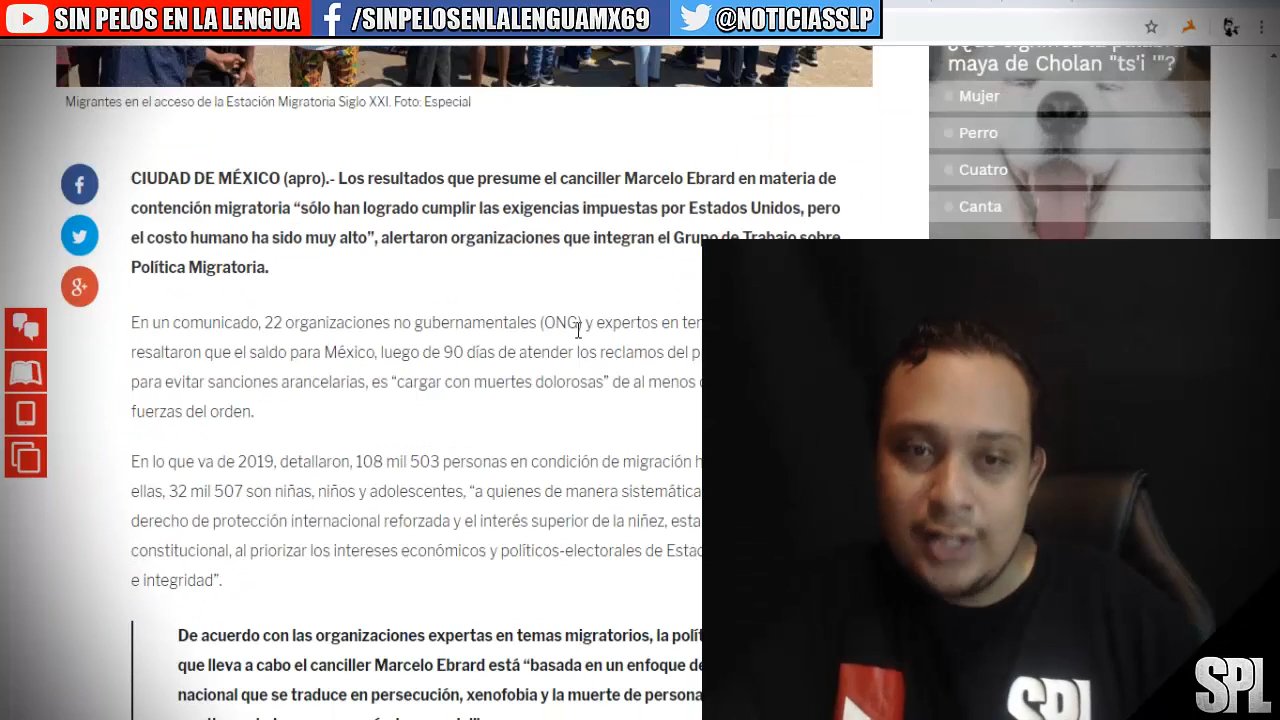 SIN PELOS EN LA LENGUA
/SINPELOSENLALENGUAMX69
@NOTICIASSLP
maya de Cholan "ts'i '"?
Mujer
Perro
Cuatro
Canta
Migrantes en el acceso de la Estación Migratoria Siglo XXI. Foto: Especial
CIUDAD DE MÉXICO (apro).- Los resultados que presume el canciller Marcelo Ebrard en materia de
contención migratoria “sólo han logrado cumplir las exigencias impuestas por Estados Unidos, pero
el costo humano ha sido muy alto”, alertaron organizaciones que integran el Grupo de Trabajo sobre
Política Migratoria.
En un comunicado, 22 organizaciones no gubernamentales (ONG) y expertos en
resaltaron que el saldo para México, luego de 90 días de atender los reclamos del
para evitar sanciones arancelarias, es “cargar con muertes dolorosas” de al menos
fuerzas del orden.
En lo que va de 2019, detallaron, 108 mil 503 personas en condición de migración
ellas, 32 mil 507 son niñas, niños y adolescentes, “a quienes de manera sistemática
derecho de protección internacional reforzada y el interés superior de la niñez,
constitucional, al priorizar los intereses económicos y políticos-electorales de
e integridad”.
De acuerdo con las organizaciones expertas en temas migratorios, la
que lleva a cabo el canciller Marcelo Ebrard está “basada en un enfoque
nacional que se traduce en persecución, xenofobia y la muerte de
SPL
SPL